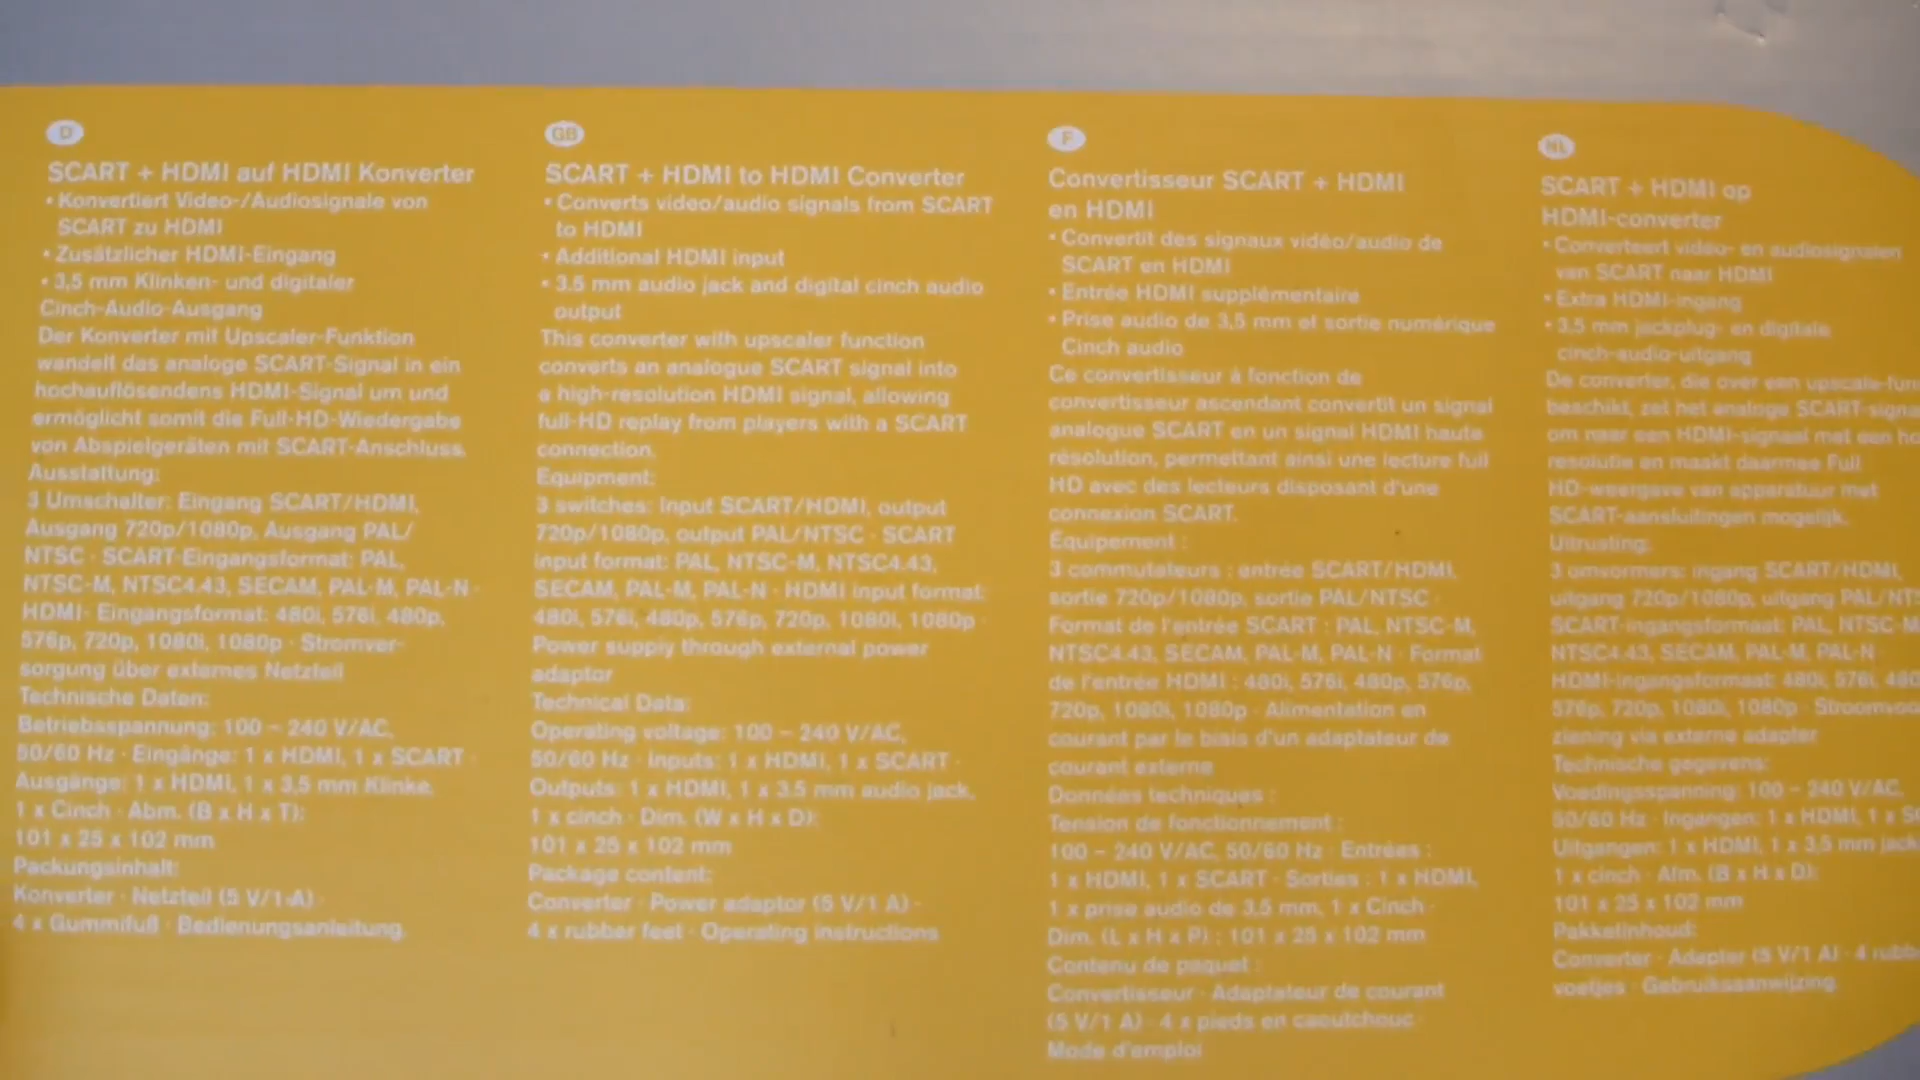 D
SCART + HDMI auf HDMI Konverter
• Konvertiert Video-/Audiosignale von
SCART zu HDMI
• Zusätzlicher HDMI-Eingang
• 3,5 mm Klinken- und digitaler
Cinch-Audio-Ausgang
Der Konverter mit Upscaler-Funktion
wandelt das analoge SCART-Signal in ein
hochauflösendens HDMI-Signal um und
ermöglicht somit die Full-HD-Wiedergabe
von Abspielgeräten mit SCART-Anschluss.
Ausstattung:
3 Umschalter: Eingang SCART/HDMI,
Ausgang 720p/1080p, Ausgang PAL/
NTSC · SCART-Eingangsformat: PAL,
NTSC-M, NTSC4.43, SECAM, PAL-M, PAL-N ·
HDMI- Eingangsformat: 480i, 576i, 480p,
576p, 720p, 1080i, 1080p · Stromver-
sorgung über externes Netzteil
Technische Daten:
Betriebsspannung: 100 – 240 V/AC,
50/60 Hz · Eingänge: 1 x HDMI, 1 x SCART ·
Ausgänge: 1 x HDMI, 1 x 3,5 mm Klinke,
1 x Cinch · Abm. (B x H x T):
101 x 25 x 102 mm
Packungsinhalt:
Konverter · Netzteil (5 V/1 A) ·
4 x Gummifuß · Bedienungsanleitung.
GB
SCART + HDMI to HDMI Converter
• Converts video/audio signals from SCART
to HDMI
• Additional HDMI input
• 3.5 mm audio jack and digital cinch audio
output
This converter with upscaler function
converts an analogue SCART signal into
a high-resolution HDMI signal, allowing
full-HD replay from players with a SCART
connection.
Equipment:
3 switches: Input SCART/HDMI, output
720p/1080p, output PAL/NTSC · SCART
input format: PAL, NTSC-M, NTSC4.43,
SECAM, PAL-M, PAL-N · HDMI input format:
480i, 576i, 480p, 576p, 720p, 1080i, 1080p ·
Power supply through external power
adaptor
Technical Data:
Operating voltage: 100 – 240 V/AC,
50/60 Hz · Inputs: 1 x HDMI, 1 x SCART ·
Outputs: 1 x HDMI, 1 x 3.5 mm audio jack,
1 x cinch · Dim. (W x H x D):
101 x 25 x 102 mm
Package content:
Converter · Power adaptor (5 V/1 A) ·
4 x rubber feet · Operating instructions
F
Convertisseur SCART + HDMI
en HDMI
• Convertit des signaux vidéo/audio de
SCART en HDMI
• Entrée HDMI supplémentaire
• Prise audio de 3,5 mm et sortie numérique
Cinch audio
Ce convertisseur à fonction de
convertisseur ascendant convertit un signal
analogue SCART en un signal HDMI haute
résolution, permettant ainsi une lecture full
HD avec des lecteurs disposant d'une
connexion SCART.
Équipement :
3 commutateurs : entrée SCART/HDMI,
sortie 720p/1080p, sortie PAL/NTSC ·
Format de l'entrée SCART : PAL, NTSC-M,
NTSC4.43, SECAM, PAL-M, PAL-N · Format
de l'entrée HDMI : 480i, 576i, 480p, 576p,
720p, 1080i, 1080p · Alimentation en
courant par le biais d'un adaptateur de
courant externe
Données techniques :
Tension de fonctionnement :
100 – 240 V/AC, 50/60 Hz · Entrées :
1 x HDMI, 1 x SCART · Sorties : 1 x HDMI,
1 x prise audio de 3,5 mm, 1 x Cinch ·
Dim. (L x H x P) : 101 x 25 x 102 mm
Contenu de paquet :
Convertisseur · Adaptateur de courant
(5 V/1 A) · 4 x pieds en caoutchouc ·
Mode d'emploi
NL
SCART + HDMI op
HDMI-converter
• Converteert video- en audiosignalen
van SCART naar HDMI
• Extra HDMI-ingang
• 3,5 mm jackplug- en digitale
cinch-audio-uitgang
De converter, die over een
beschikt, zet het analoge
om naar een HDMI-signaal met een
resolutie en maakt daarmee Full
HD-weergave van apparatuur met
SCART-aansluitingen mogelijk.
Uitrusting:
3 omvormers: ingang SCART/HDMI,
uitgang 720p/1080p, uitgang
SCART-ingangsformaat: PAL, NTSC-M
NTSC4.43, SECAM, PAL-M, PAL-N
HDMI-ingangsformaat: 480i, 576i,
576p, 720p, 1080i, 1080p ·
ziening via externe adapter
Technische gegevens:
Voedingsspanning: 100 – 240 V/AC,
50/60 Hz · Ingangen: 1 x HDMI, 1 x
Uitgangen: 1 x HDMI, 1 x 3,5 mm
1 x cinch · Afm. (B x H x D):
101 x 25 x 102 mm
Pakketinhoud:
Converter · Adapter (5 V/1 A) · 4
voetjes · Gebruiksaanwijzing